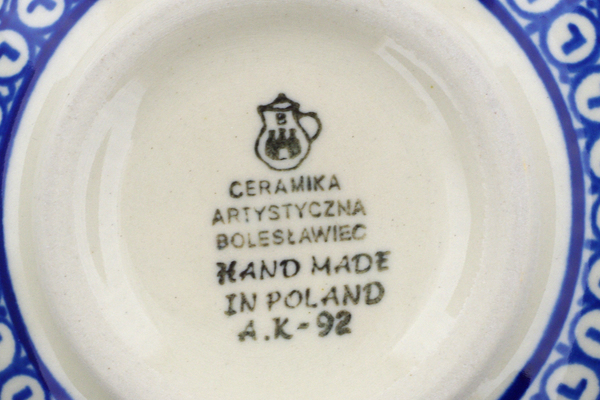 B
CERAMIKA
ARTYSTYCZNA
BOLESŁAWIEC
HAND MADE
IN POLAND
A.K-92